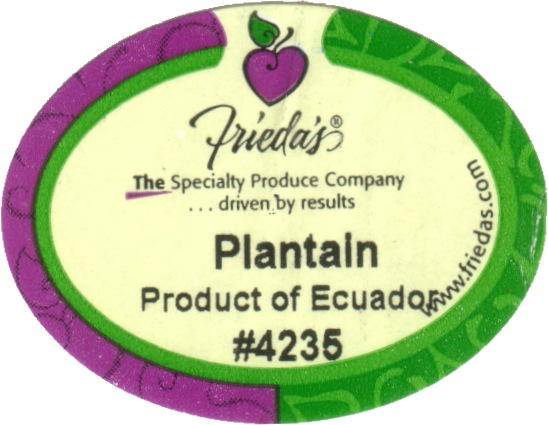 Frieda's®
The Specialty Produce Company
... driven by results
Plantain
Product of Ecuador
#4235
www.friedas.com